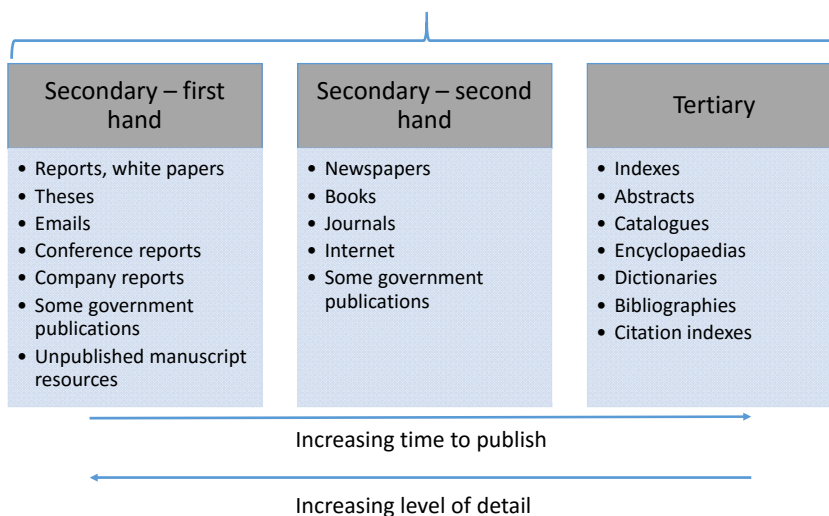 Secondary – first
hand
• Reports, white papers
• Theses
• Emails
• Conference reports
• Company reports
• Some government
publications
• Unpublished manuscript
resources
Secondary – second
hand
• Newspapers
• Books
• Journals
• Internet
• Some government
publications
Tertiary
• Indexes
• Abstracts
• Catalogues
• Encyclopaedias
• Dictionaries
• Bibliographies
• Citation indexes
Increasing time to publish
Increasing level of detail